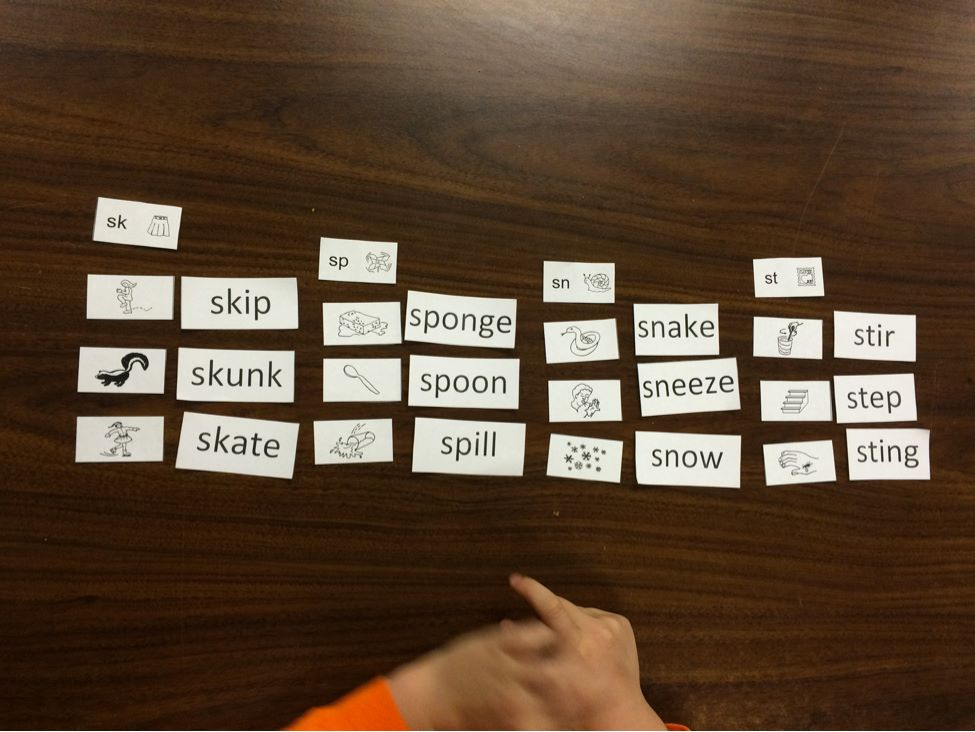 sk
skip
skunk
skate
sp
sponge
spoon
spill
sn
snake
sneeze
snow
st
stir
step
sting